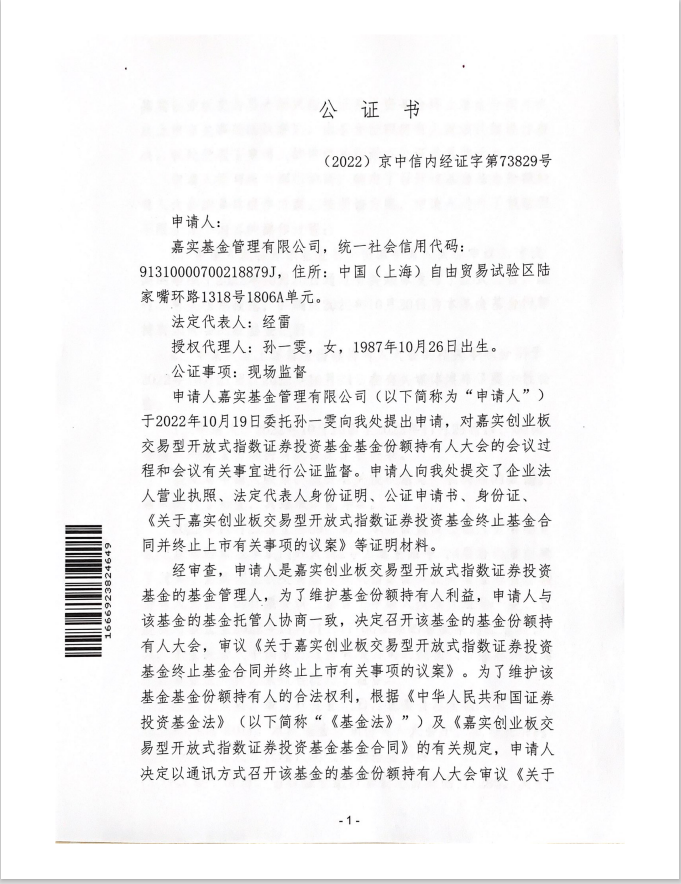 公 证 书
（2022）京中信内经证字第73829号
申请人：
嘉实基金管理有限公司，统一社会信用代码：
91310000700218879J，住所：中国（上海）自由贸易试验区陆
家嘴环路1318号1806A单元。
法定代表人：经雷
授权代理人：孙一雯，女，1987年10月26日出生。
公证事项：现场监督
申请人嘉实基金管理有限公司（以下简称为“申请人”）
于2022年10月19日委托孙一雯向我处提出申请，对嘉实创业板
交易型开放式指数证券投资基金基金份额持有人大会的会议过
程和会议有关事宜进行公证监督。申请人向我处提交了企业法
人营业执照、法定代表人身份证明、公证申请书、身份证、
《关于嘉实创业板交易型开放式指数证券投资基金终止基金合
同并终止上市有关事项的议案》等证明材料。
经审查，申请人是嘉实创业板交易型开放式指数证券投资
基金的基金管理人，为了维护基金份额持有人利益，申请人与
该基金的基金托管人协商一致，决定召开该基金的基金份额持
有人大会，审议《关于嘉实创业板交易型开放式指数证券投资
基金终止基金合同并终止上市有关事项的议案》。为了维护该
基金基金份额持有人的合法权利，根据《中华人民共和国证券
投资基金法》（以下简称“《基金法》”）及《嘉实创业板交
易型开放式指数证券投资基金基金合同》的有关规定，申请人
决定以通讯方式召开该基金的基金份额持有人大会审议《关于
1666923824649
- 1 -